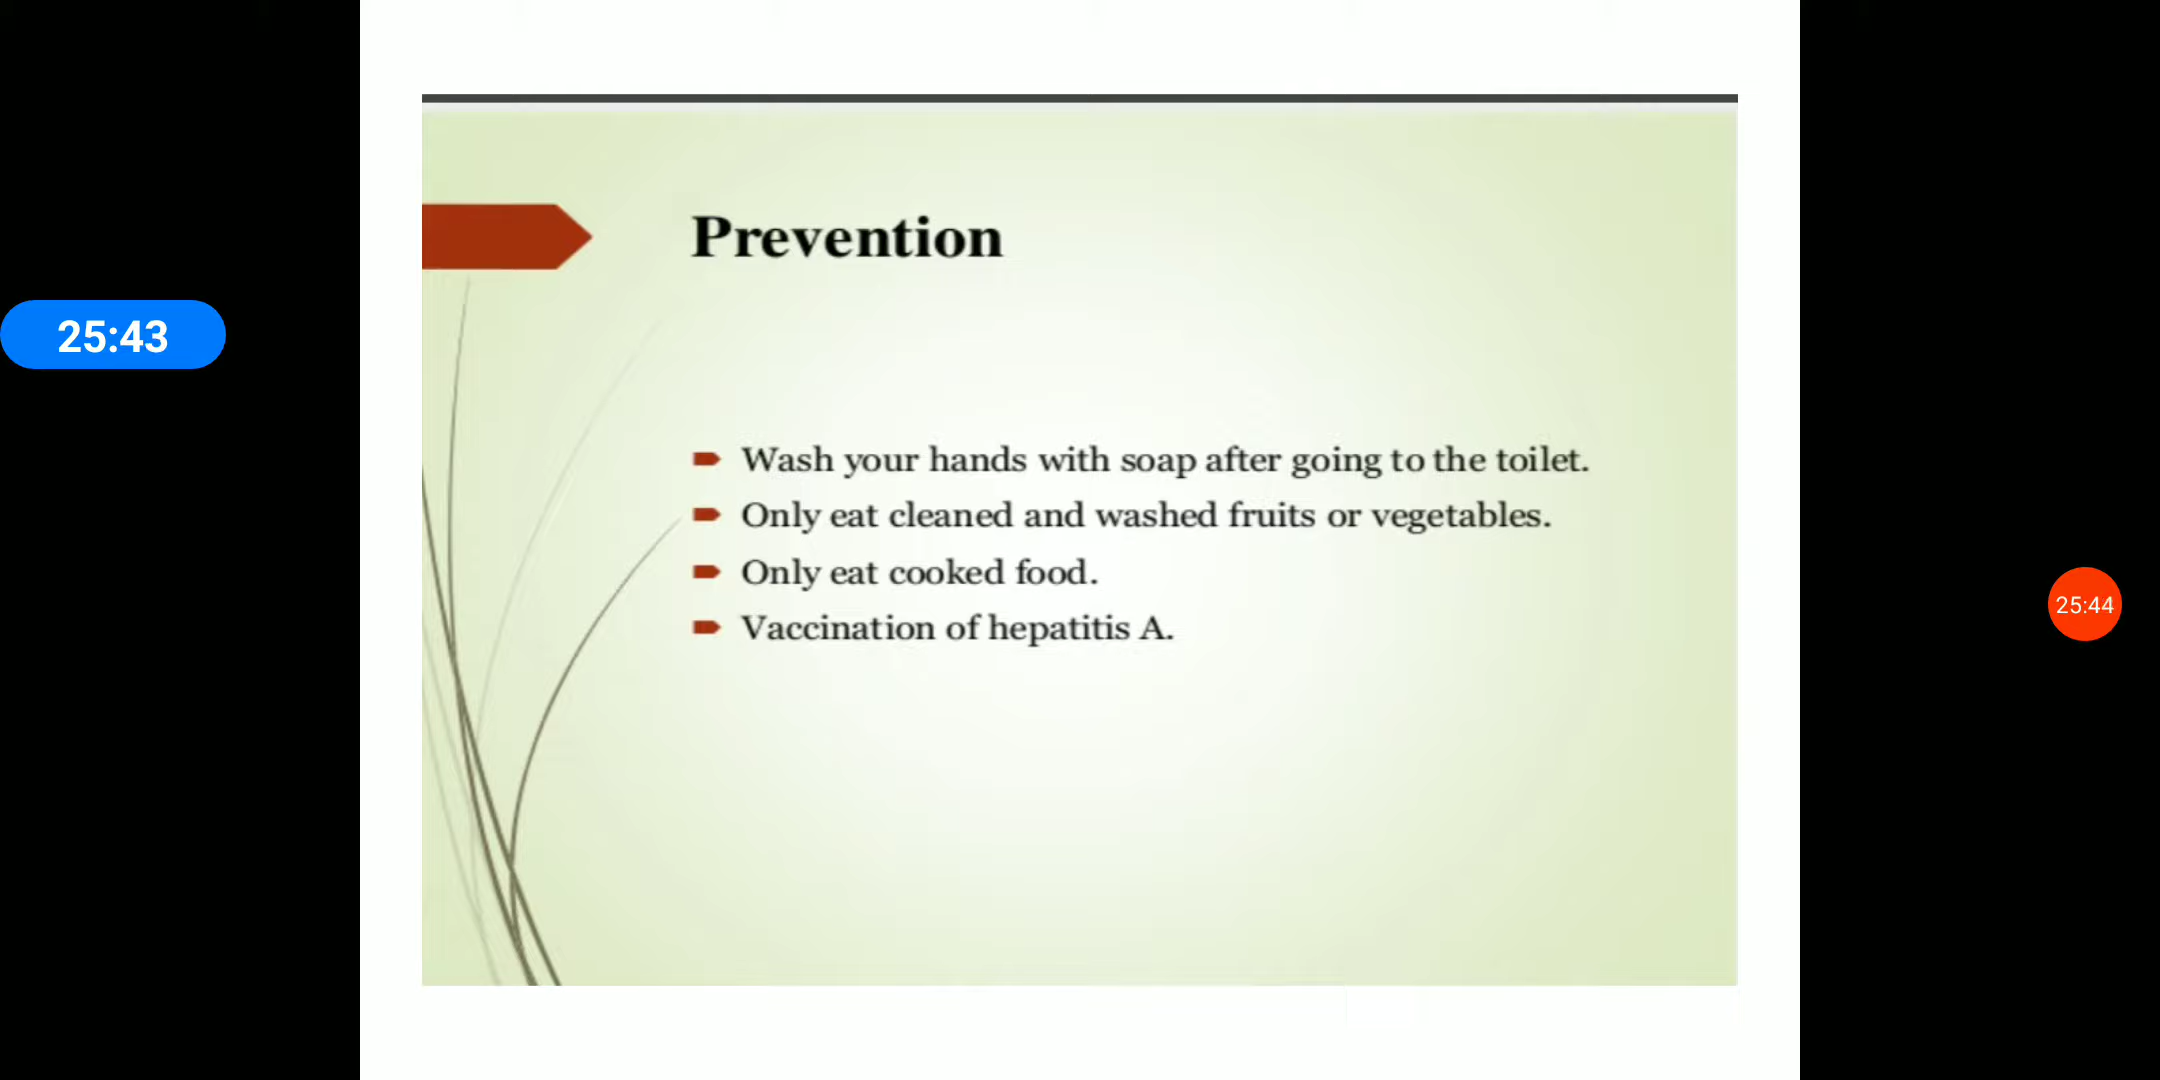 Prevention
25:43
Wash your hands with soap after going to the toilet.
Only eat cleaned and washed fruits or vegetables.
Only eat cooked food.
25:44
Vaccination of hepatitis A.